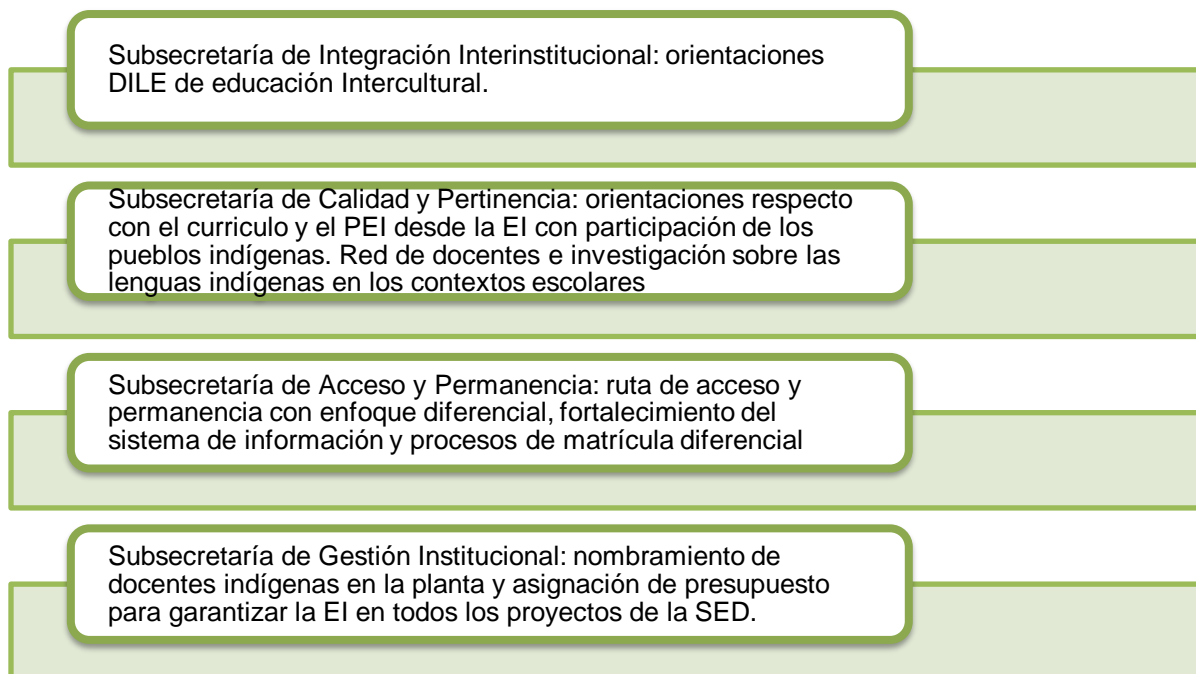 Subsecretaría de Integración Interinstitucional: orientaciones
DILE de educación Intercultural.
Subsecretaría de Calidad y Pertinencia: orientaciones respecto
con el curriculo y el PEI desde la EI con participación de los
pueblos indígenas. Red de docentes e investigación sobre las
lenguas indígenas en los contextos escolares
Subsecretaría de Acceso y Permanencia: ruta de acceso y
permanencia con enfoque diferencial, fortalecimiento del
sistema de información y procesos de matrícula diferencial
Subsecretaría de Gestión Institucional: nombramiento de
docentes indígenas en la planta y asignación de presupuesto
para garantizar la EI en todos los proyectos de la SED.